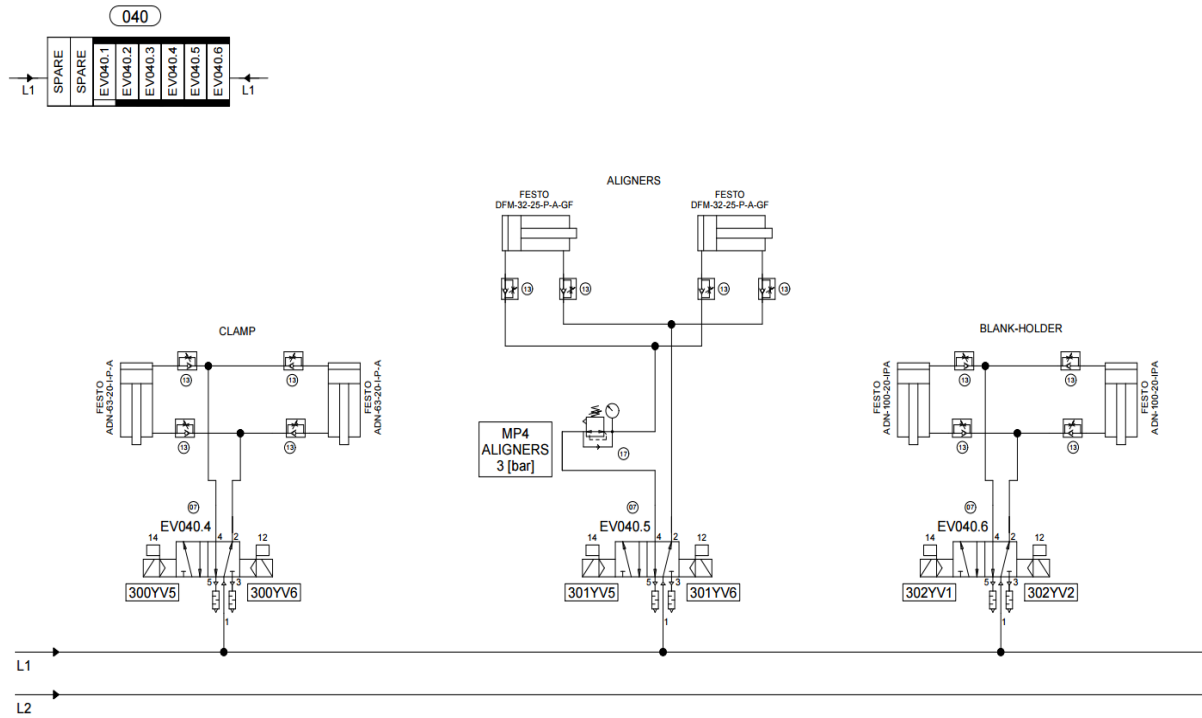 040
SPARE
SPARE
EV040.1
EV040.2
EV040.3
EV040.4
EV040.5
EV040.6
L1
L1
ALIGNERS
FESTO
DFM-32-25-P-A-GF
FESTO
DFM-32-25-P-A-GF
13
13
13
13
CLAMP
FESTO
ADN-63-20-I-P-A
13
13
13
13
FESTO
ADN-63-20-I-P-A
MP4
ALIGNERS
3 [bar]
17
BLANK-HOLDER
FESTO
ADN-100-20-IPA
13
13
13
13
FESTO
ADN-100-20-IPA
07
EV040.4
14
4
2
12
300YV5
5
3
300YV6
1
07
EV040.5
14
4
2
12
301YV5
5
3
301YV6
1
07
EV040.6
14
4
2
12
302YV1
5
3
302YV2
1
L1
L2